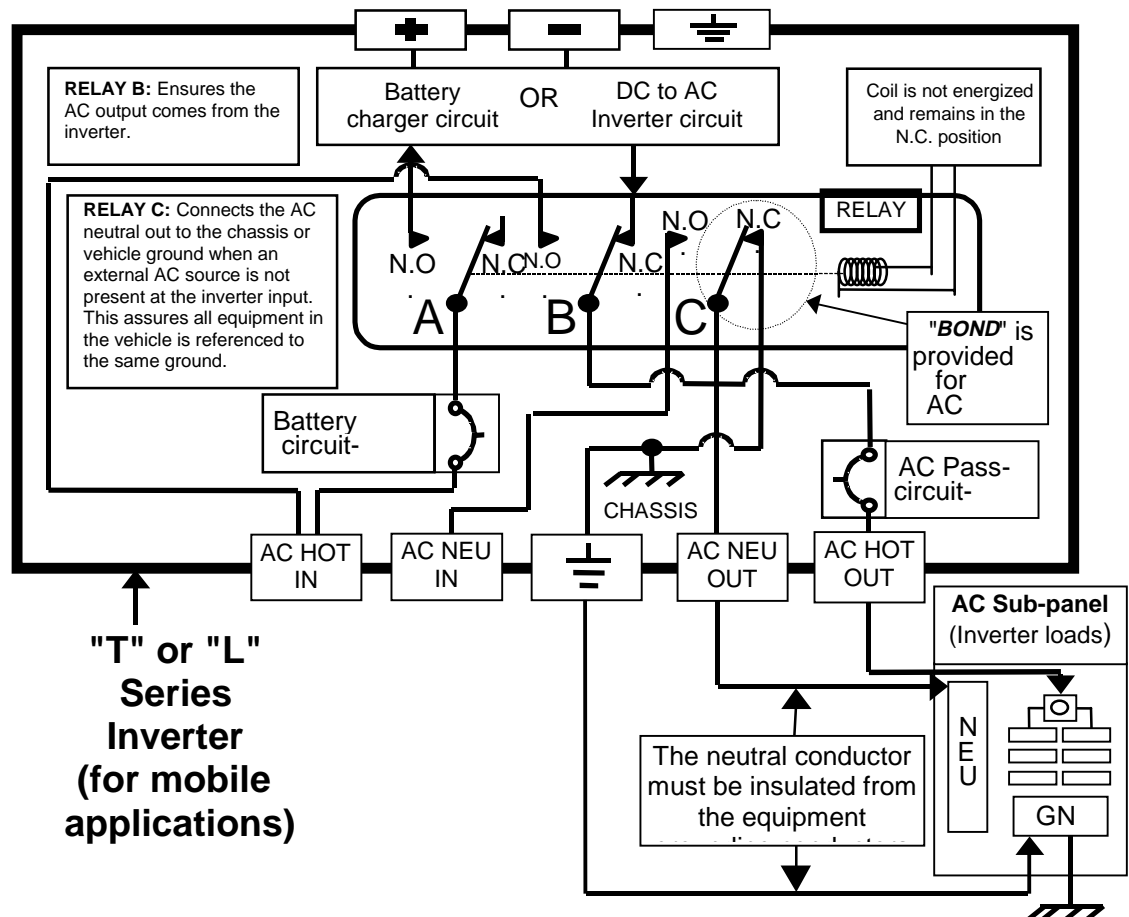 RELAY B: Ensures the
AC output comes from the
inverter.
Battery
charger circuit
OR
DC to AC
Inverter circuit
Coil is not energized
and remains in the
N.C. position
RELAY C: Connects the AC
neutral out to the chassis or
vehicle ground when an
external AC source is not
present at the inverter input.
This assures all equipment in
the vehicle is referenced to
the same ground.
RELAY
N.O
.
N.C
.
N.O
.
N.C
.
N.O
.
N.C
.
A
B
C
"BOND" is
provided
for
AC
Battery
circuit-
AC Pass-
circuit-
CHASSIS
AC HOT
IN
AC NEU
IN
AC NEU
OUT
AC HOT
OUT
"T" or "L"
Series
Inverter
(for mobile
applications)
AC Sub-panel
(Inverter loads)
N
E
U
GN
The neutral conductor
must be insulated from
the equipment